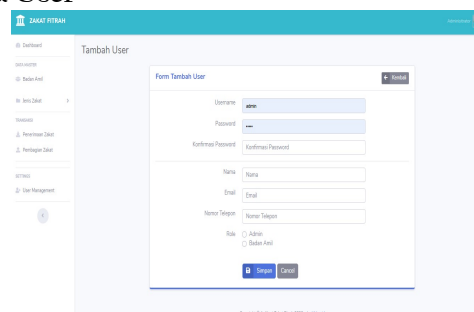 ZAKAT FITRAH
Dashboard
DATA MASTER
Badan Amil
Jenis Zakat
TRANSAKSI
Penerimaan Zakat
Pembagian Zakat
SETTINGS
User Management
Tambah User
Form Tambah User
Kembali
Username
admin
Password
Konfirmasi Password
Konfirmasi Password
Nama
Nama
Email
Email
Nomor Telepon
Nomor Telepon
Role
Admin
Badan Amil
Simpan
Cancel